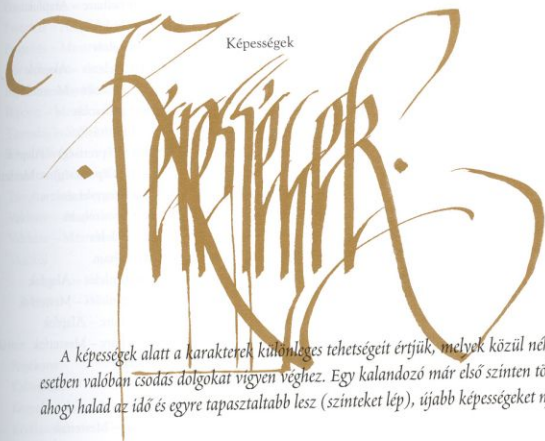 Képességek
Képességek
A képességek alatt a karakterek különleges tehetségeit értjük, melyek közül
esetben valóban csodás dolgokat vigyen véghez. Egy kalandozó már első szinten
ahogy halad az idő és egyre tapasztaltabb lesz (szinteket lép), újabb képességeket